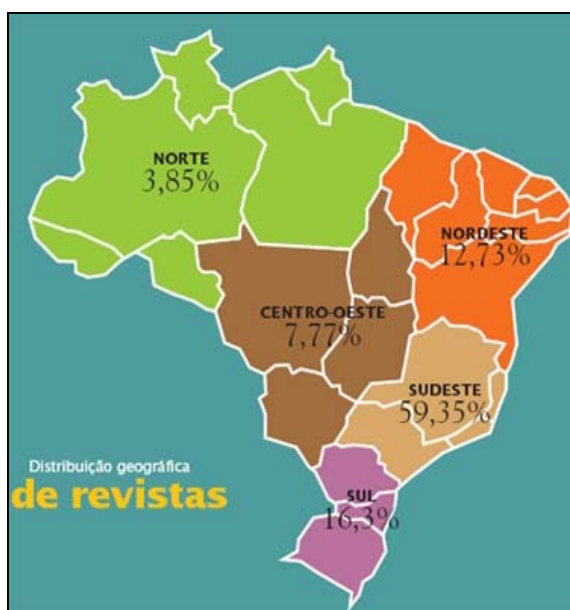 NORTE
3,85%
NORDESTE
12,73%
CENTRO-OESTE
7,77%
SUDESTE
59,35%
Distribuição geográfica
de revistas
SUL
16,3%